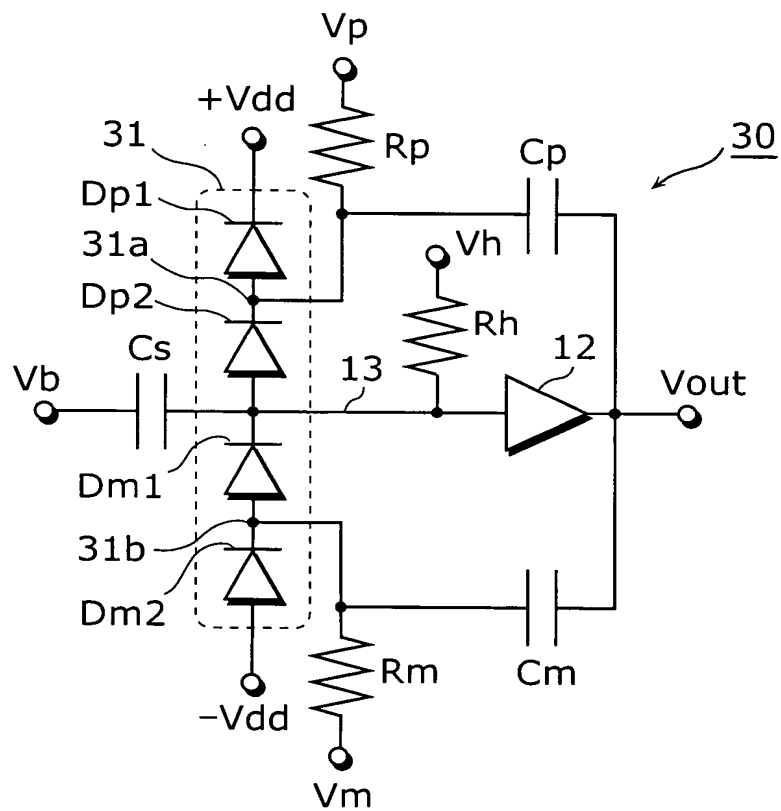 Vp
+Vdd
31
Rp
Cp
30
Dp1
31a
Vh
Dp2
Rh
Cs
12
Vb
13
Vout
Dm1
31b
Dm2
Rm
Cm
–Vdd
Vm